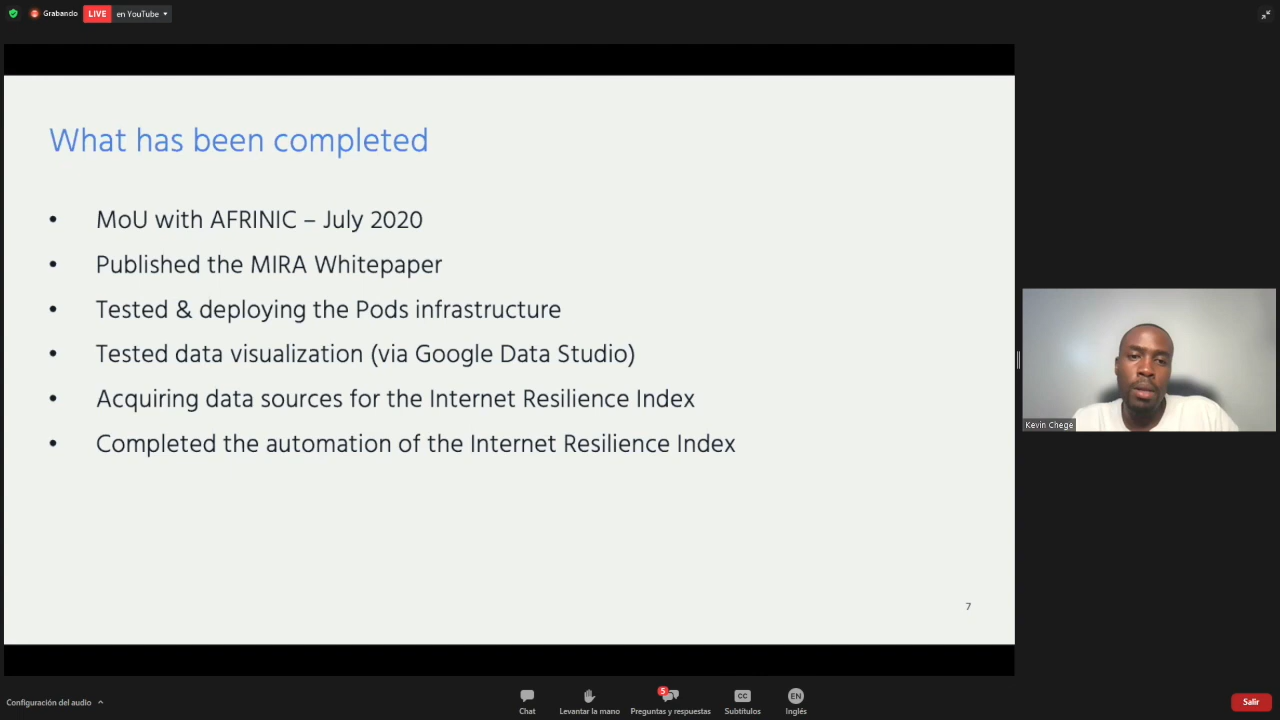 Grabando
LIVE
en YouTube
What has been completed
• MoU with AFRINIC – July 2020
• Published the MIRA Whitepaper
• Tested & deploying the Pods infrastructure
• Tested data visualization (via Google Data Studio)
• Acquiring data sources for the Internet Resilience Index
• Completed the automation of the Internet Resilience Index
7
Kevin Chege
Configuración del audio
Chat
Levantar la mano
5
Preguntas y respuestas
CC
Subtítulos
EN
Inglés
Salir